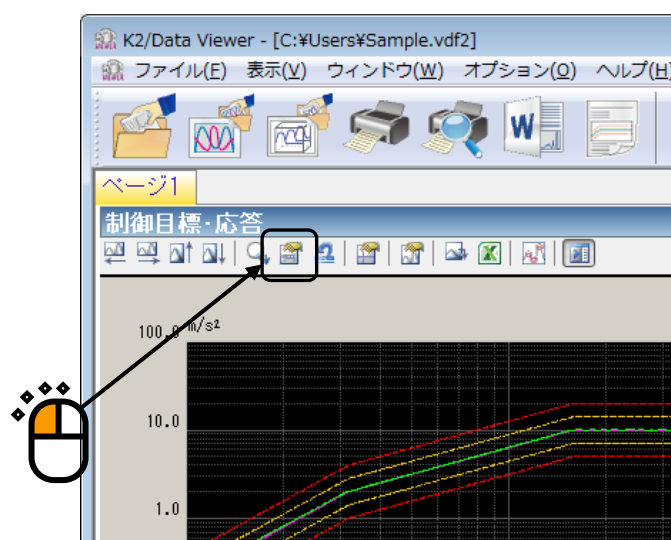 K2/Data Viewer - [C:¥Users¥Sample.vdf2]
ファイル(F) 表示(V) ウィンドウ(W) オプション(O) ヘルプ(H)
W
ページ1
制御目標・応答
100.0 m/s²
10.0
1.0